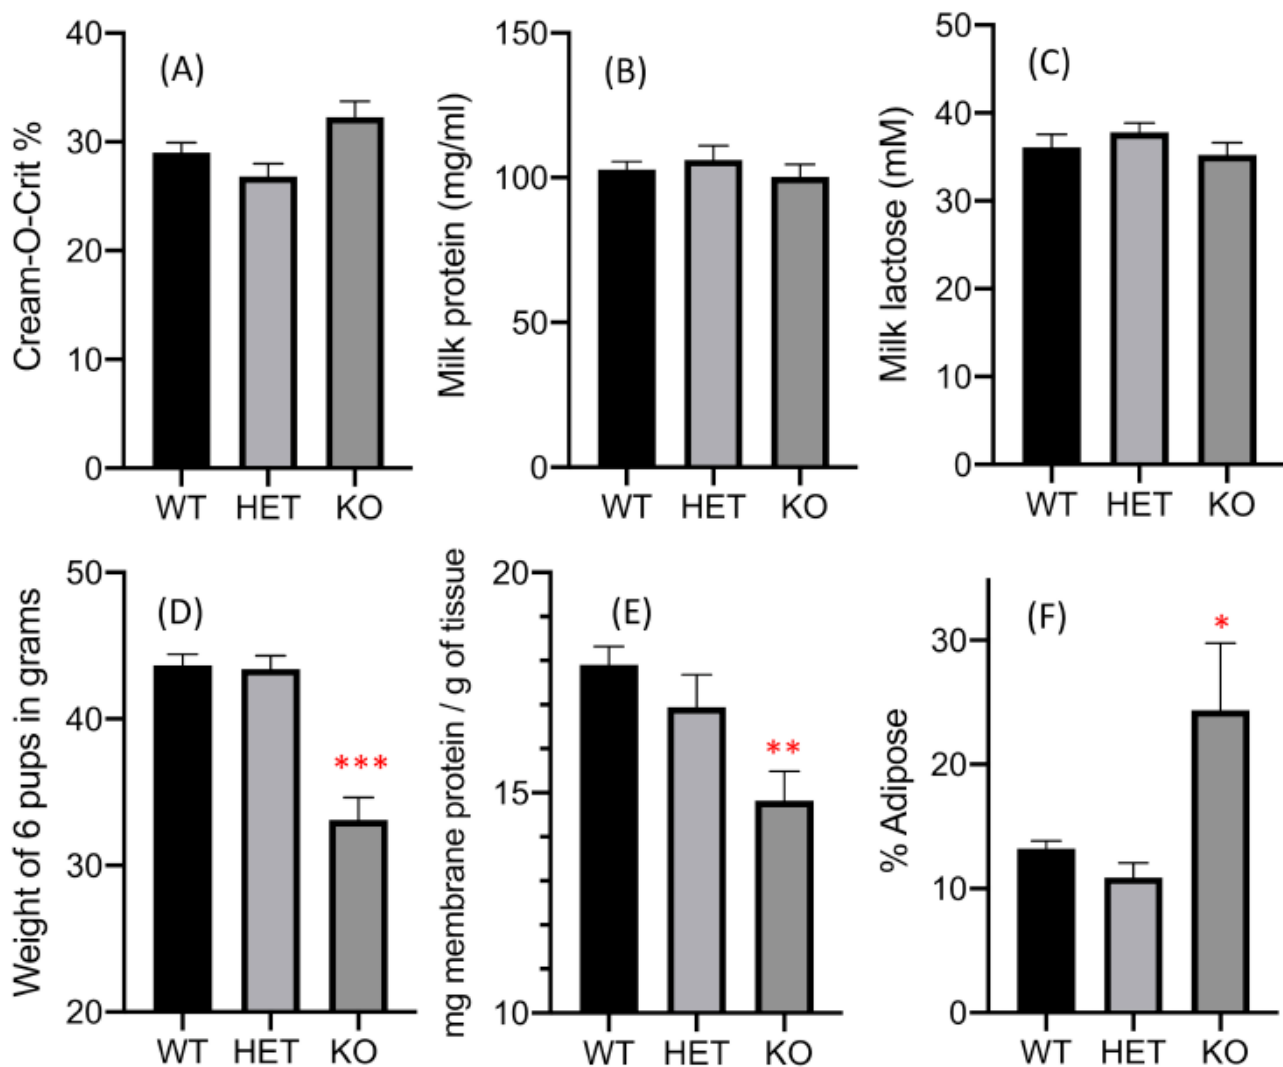 (A)
Cream-O-Crit %
40
30
20
10
0
WT HET KO
(B)
Milk protein (mg/ml)
150
100
50
0
WT HET KO
(C)
Milk lactose (mM)
50
40
30
20
10
0
WT HET KO
(D)
Weight of 6 pups in grams
50
40
30
20
***
WT HET KO
(E)
mg membrane protein / g of tissue
20
15
10
**
WT HET KO
(F)
% Adipose
30
20
10
0
*
WT HET KO